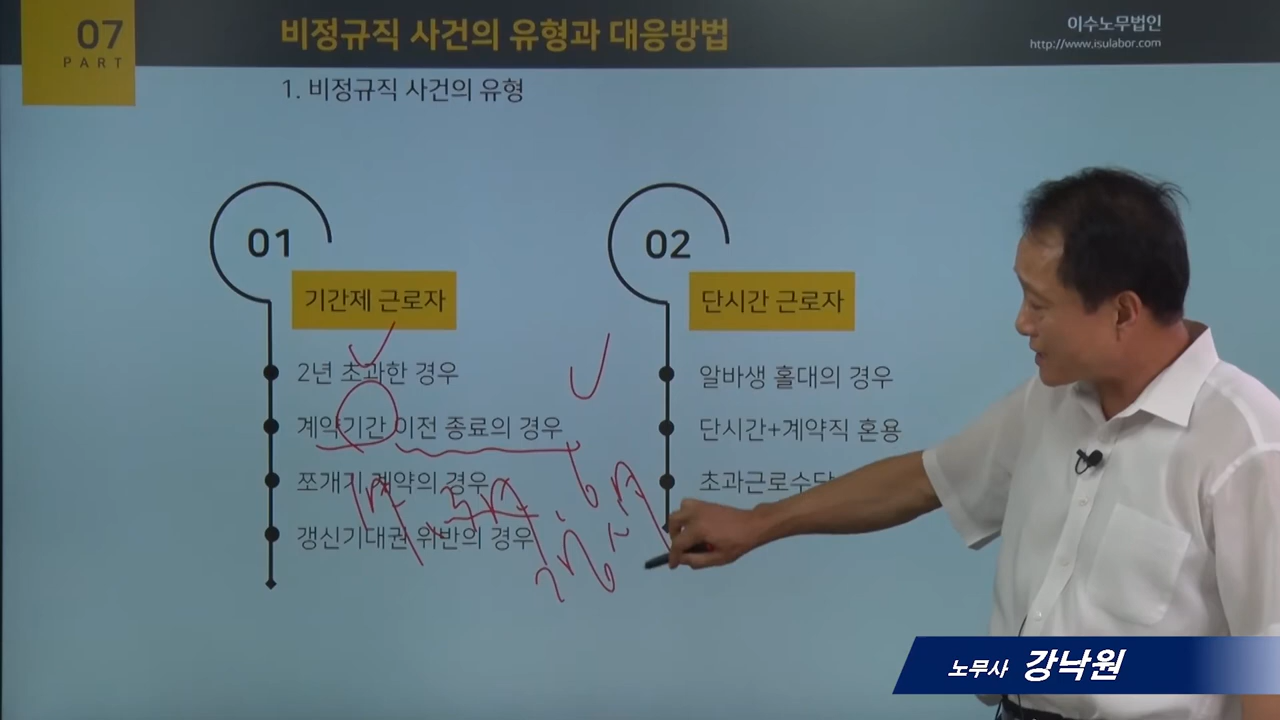 07
PART
비정규직 사건의 유형과 대응방법
이수노무법인
http://www.isulabor.com
1. 비정규직 사건의 유형
01
기간제 근로자
2년 초과한 경우
계약기간 이전 종료의 경우
쪼개기 계약의 경우
갱신기대권 위반의 경우
02
단시간 근로자
알바생 홀대의 경우
단시간+계약직 혼용
초과근로수당
노무사 강낙원